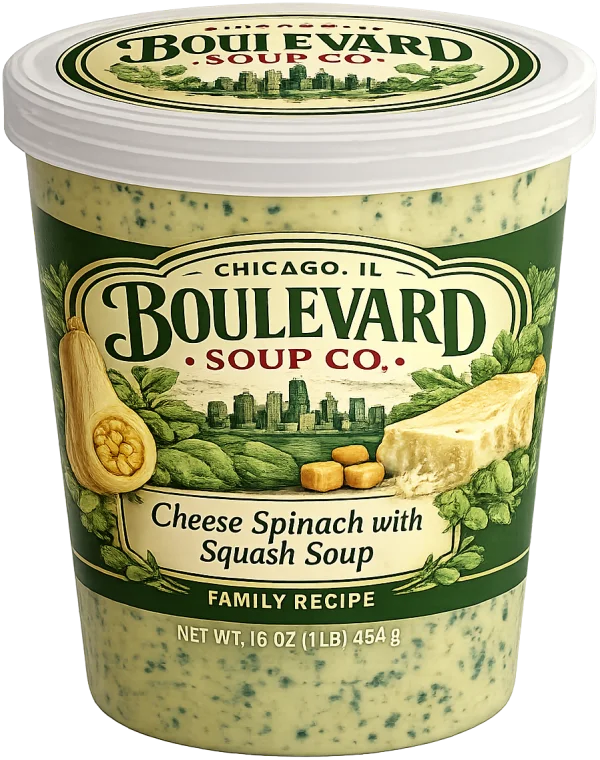 BOULEVARD
• SOUP CO •
CHICAGO. IL
BOULEVARD
• SOUP CO. •
Cheese Spinach with
Squash Soup
FAMILY RECIPE
NET WT, 16 OZ (1LB) 454 g